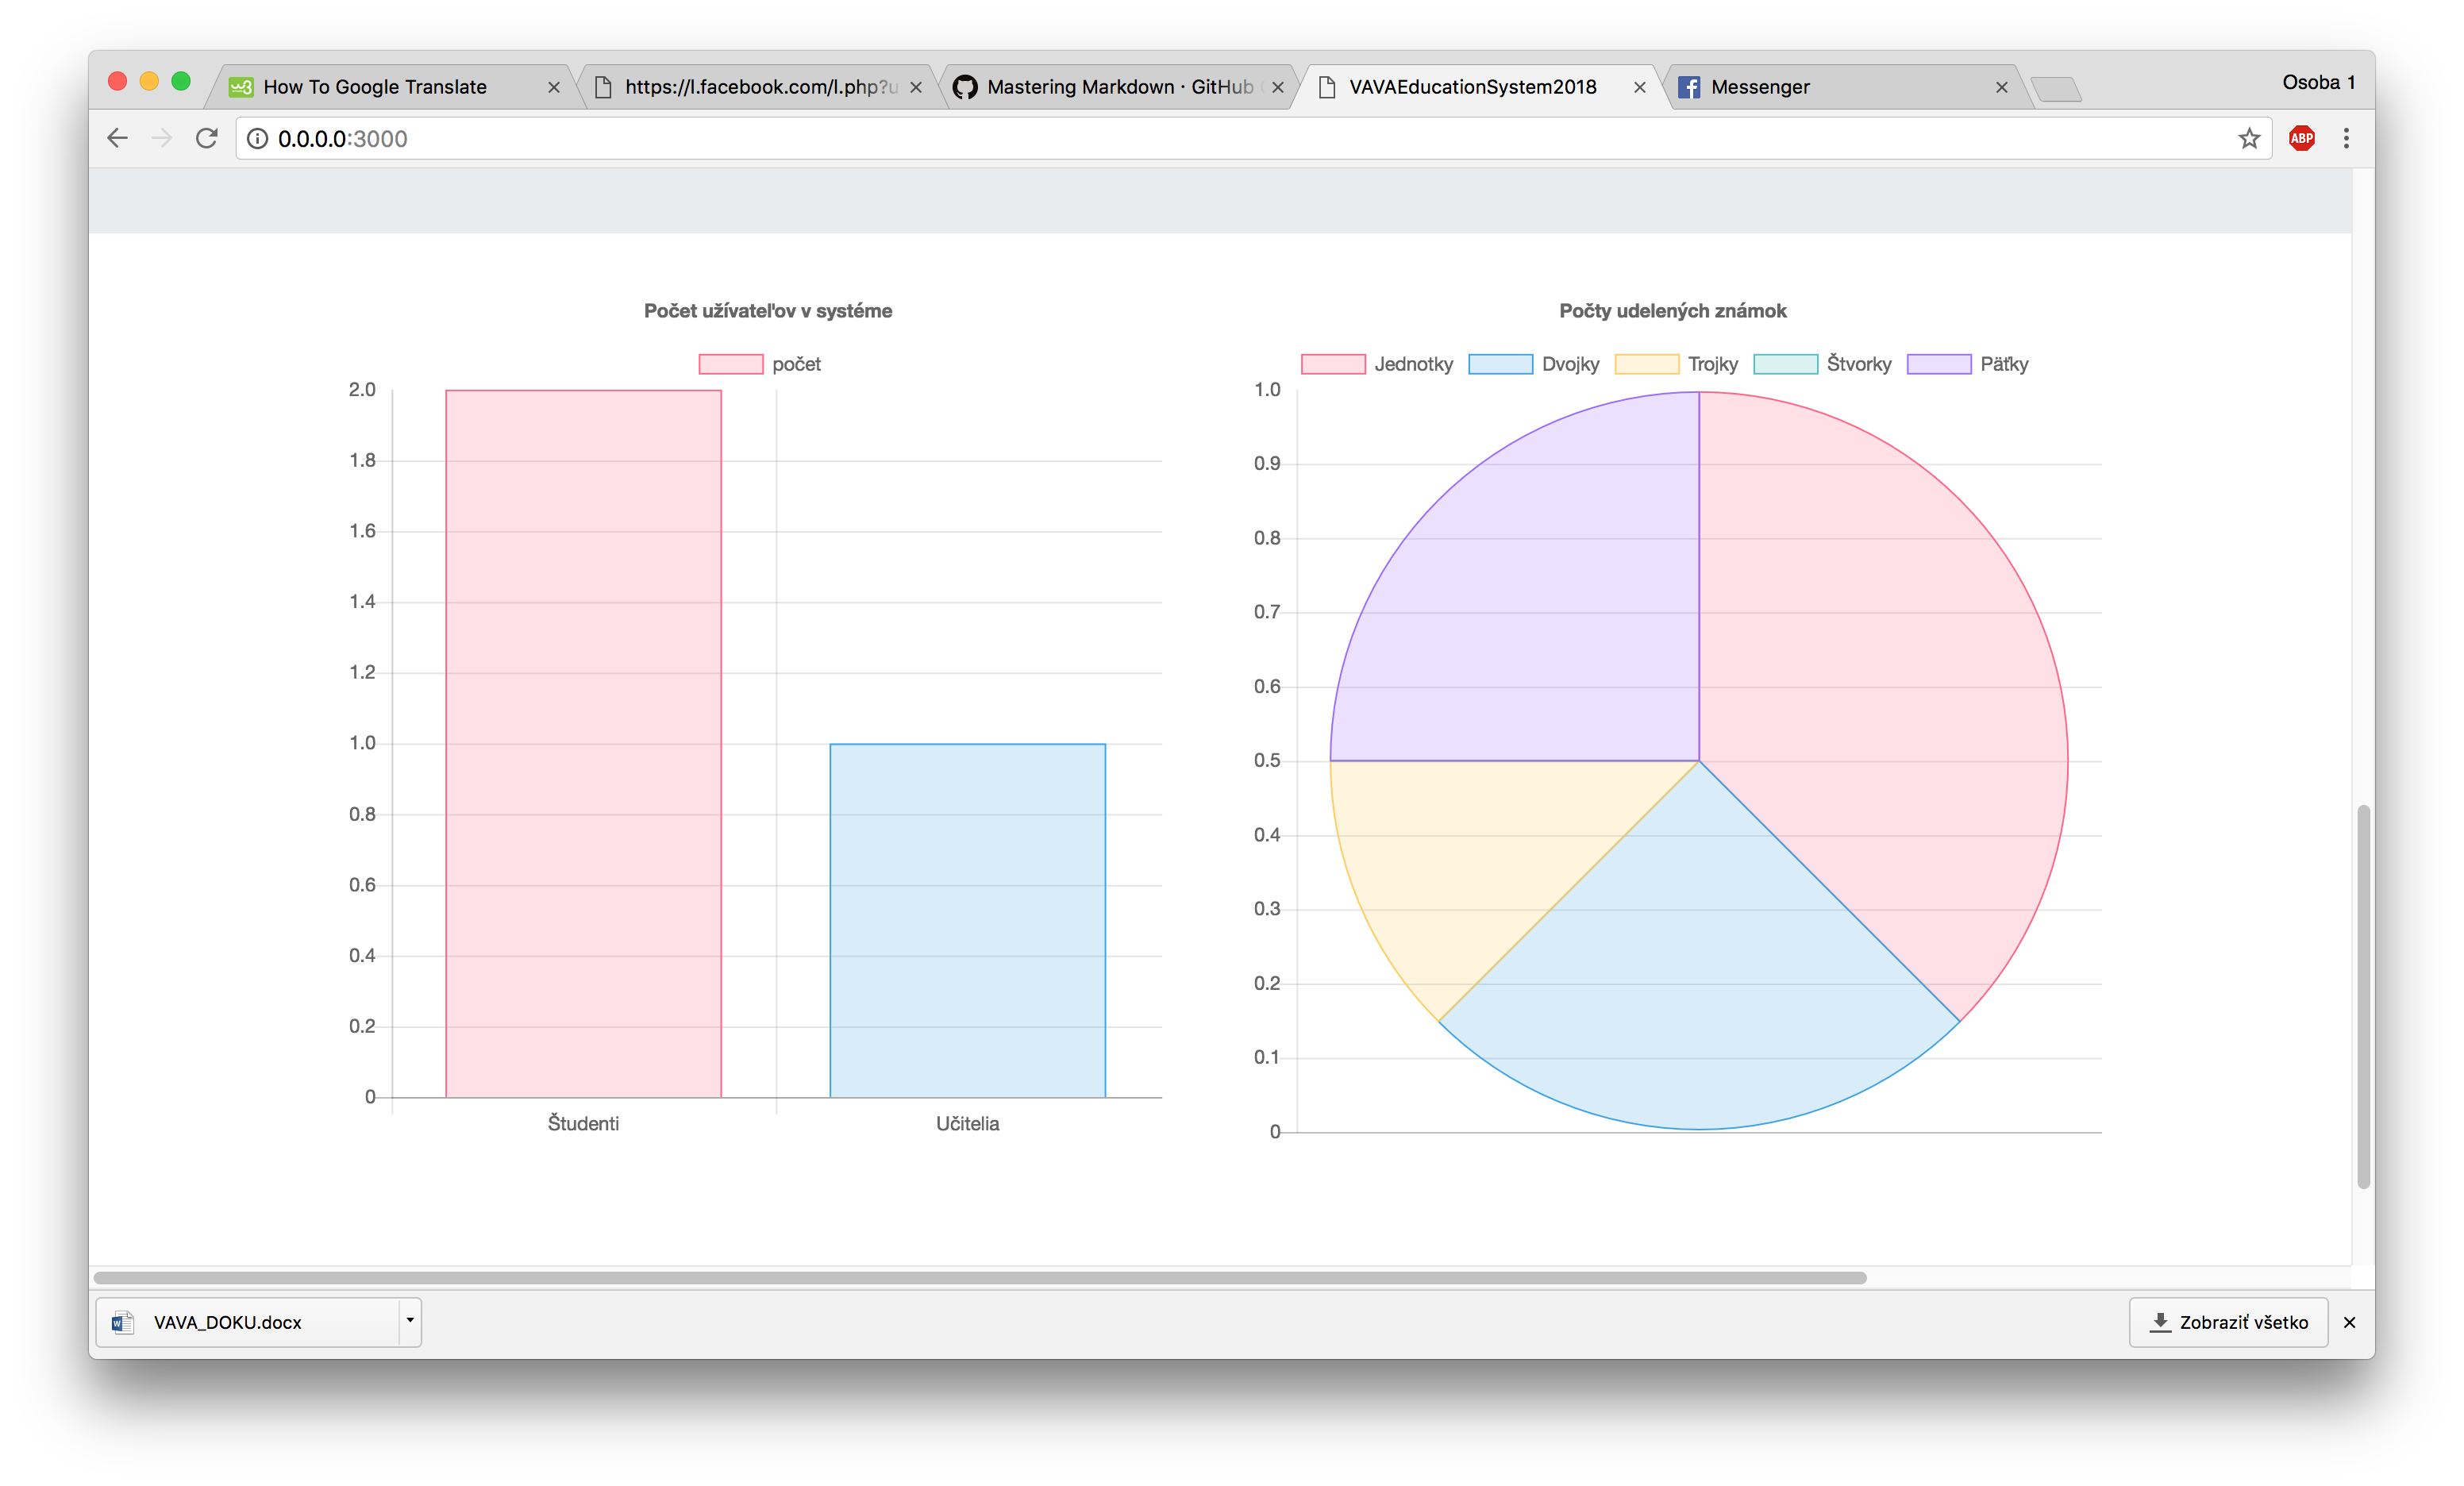 How To Google Translate
https://l.facebook.com/l.php?u
Mastering Markdown · GitHub
VAVAEducationSystem2018
Messenger
Osoba 1
0.0.0.0:3000
ABP
Počet užívateľov v systéme
počet
2.0
1.8
1.6
1.4
1.2
1.0
0.8
0.6
0.4
0.2
0
Študenti
Učitelia
Počty udelených známok
Jednotky
Dvojky
Trojky
Štvorky
Päťky
1.0
0.9
0.8
0.7
0.6
0.5
0.4
0.3
0.2
0.1
0
VAVA_DOKU.docx
Zobraziť všetko